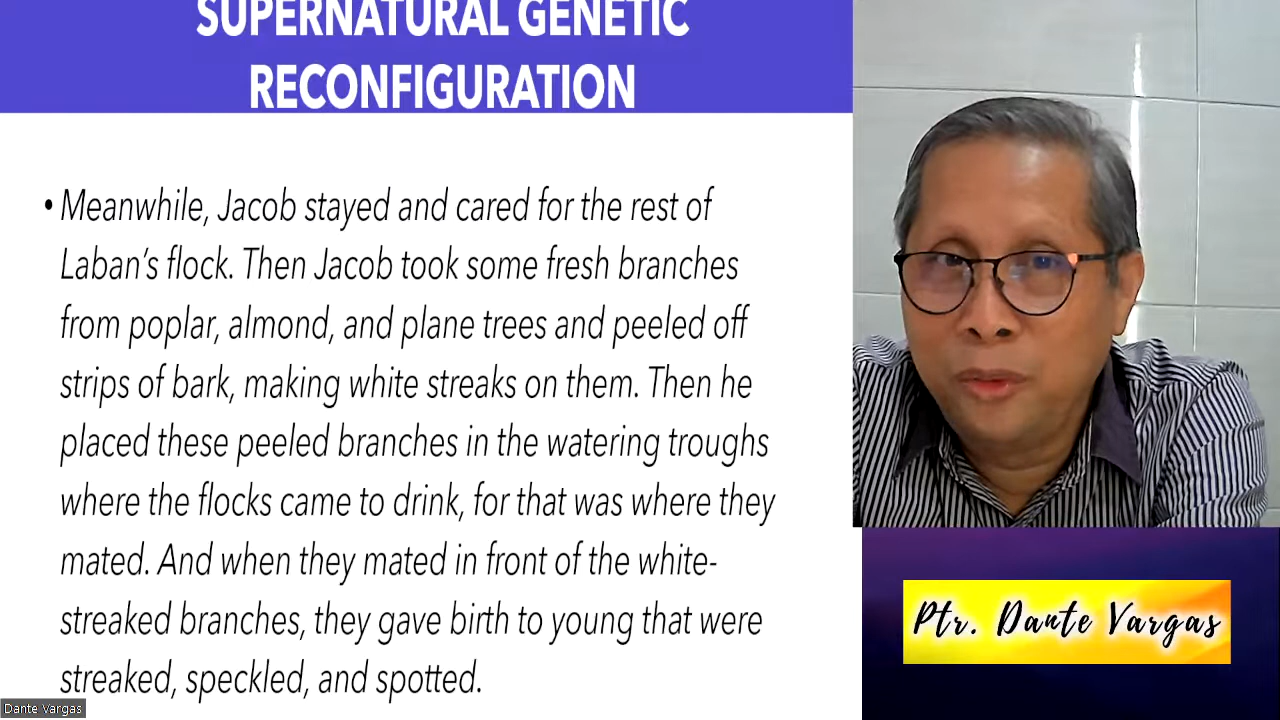 SUPERNATURAL GENETIC
RECONFIGURATION
• Meanwhile, Jacob stayed and cared for the rest of
Laban’s flock. Then Jacob took some fresh branches
from poplar, almond, and plane trees and peeled off
strips of bark, making white streaks on them. Then he
placed these peeled branches in the watering troughs
where the flocks came to drink, for that was where they
mated. And when they mated in front of the white-
streaked branches, they gave birth to young that were
streaked, speckled, and spotted.
Ptr. Dante Vargas
Dante Vargas